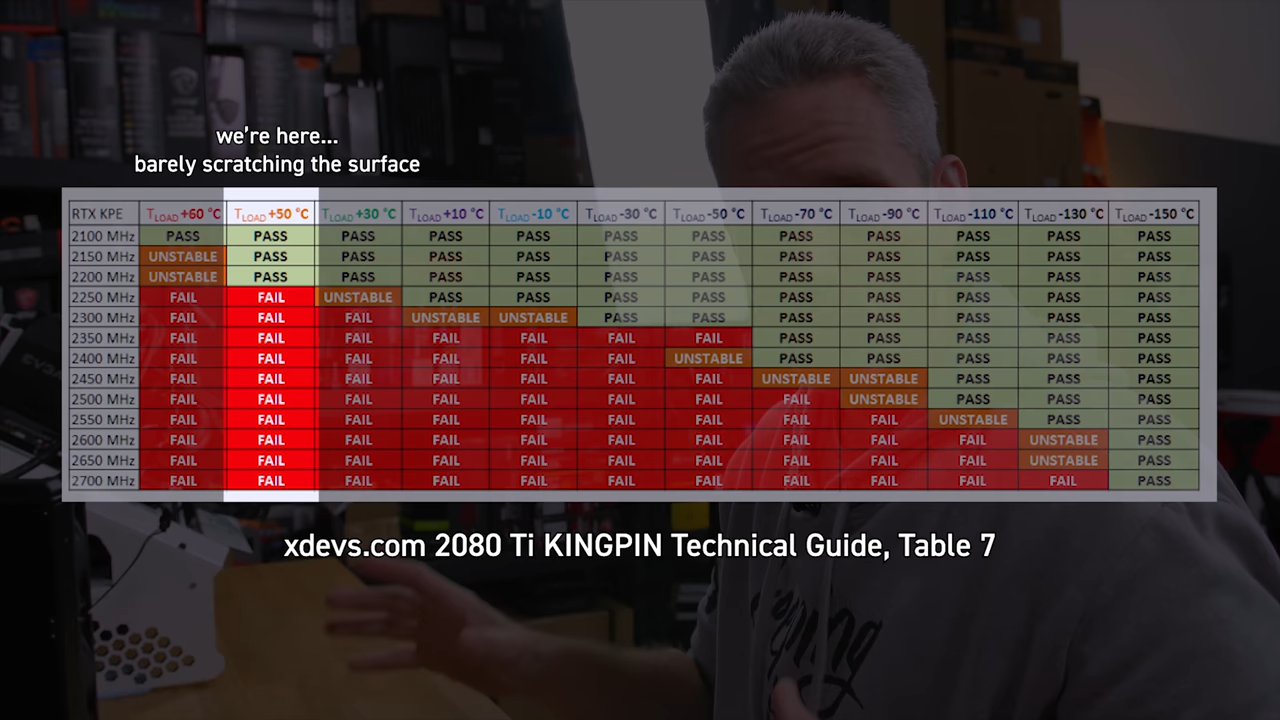 we're here...
barely scratching the surface
RTX KPE TLOAD +60 °C TLOAD +50 °C TLOAD +30 °C TLOAD +10 °C TLOAD -10 °C TLOAD -30 °C TLOAD -50 °C TLOAD -70 °C TLOAD -90 °C TLOAD -110 °C TLOAD -130 °C TLOAD -150 °C
2100 MHz PASS PASS PASS PASS PASS PASS PASS PASS PASS PASS PASS PASS
2150 MHz UNSTABLE PASS PASS PASS PASS PASS PASS PASS PASS PASS PASS PASS
2200 MHz UNSTABLE PASS PASS PASS PASS PASS PASS PASS PASS PASS PASS PASS
2250 MHz FAIL FAIL UNSTABLE PASS PASS PASS PASS PASS PASS PASS PASS PASS
2300 MHz FAIL FAIL FAIL UNSTABLE UNSTABLE PASS PASS PASS PASS PASS PASS PASS
2350 MHz FAIL FAIL FAIL FAIL FAIL FAIL FAIL PASS PASS PASS PASS PASS
2400 MHz FAIL FAIL FAIL FAIL FAIL FAIL UNSTABLE PASS PASS PASS PASS PASS
2450 MHz FAIL FAIL FAIL FAIL FAIL FAIL FAIL UNSTABLE UNSTABLE PASS PASS PASS
2500 MHz FAIL FAIL FAIL FAIL FAIL FAIL FAIL FAIL UNSTABLE PASS PASS PASS
2550 MHz FAIL FAIL FAIL FAIL FAIL FAIL FAIL FAIL FAIL UNSTABLE PASS PASS
2600 MHz FAIL FAIL FAIL FAIL FAIL FAIL FAIL FAIL FAIL FAIL UNSTABLE PASS
2650 MHz FAIL FAIL FAIL FAIL FAIL FAIL FAIL FAIL FAIL FAIL UNSTABLE PASS
2700 MHz FAIL FAIL FAIL FAIL FAIL FAIL FAIL FAIL FAIL FAIL FAIL PASS
xdevs.com 2080 Ti KINGPIN Technical Guide, Table 7